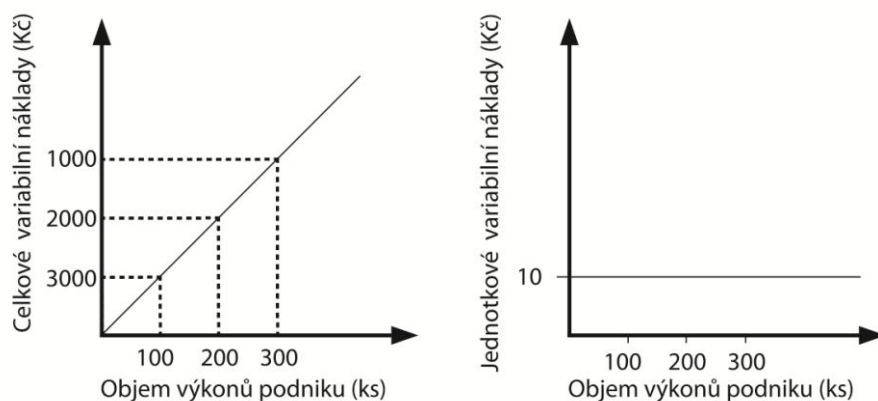 Celkové variabilní náklady (Kč)
1000
2000
3000
100 200 300
Objem výkonů podniku (ks)
Jednotkové variabilní náklady (Kč)
10
100 200 300
Objem výkonů podniku (ks)